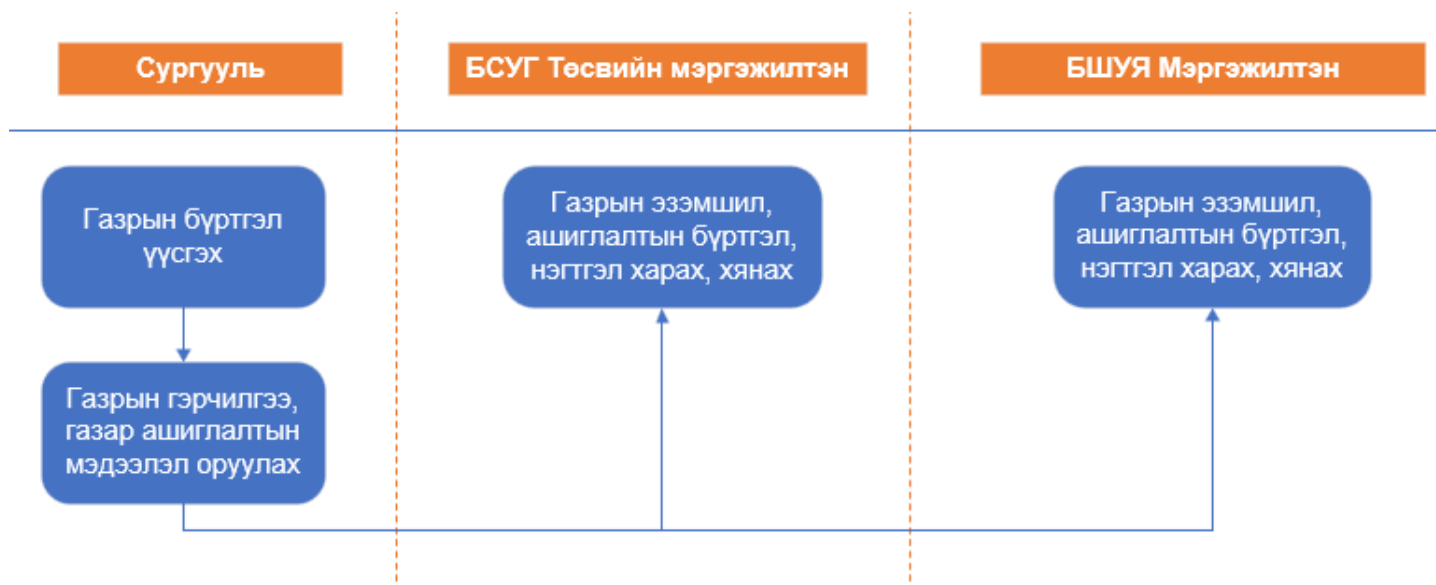 Сургууль
БСУГ Төсвийн мэргэжилтэн
БШУЯ Мэргэжилтэн
Газрын бүртгэл
үүсгэх
Газрын эзэмшил,
ашиглалтын бүртгэл,
нэгтгэл харах, хянах
Газрын эзэмшил,
ашиглалтын бүртгэл,
нэгтгэл харах, хянах
Газрын гэрчилгээ,
газар ашиглалтын
мэдээлэл оруулах